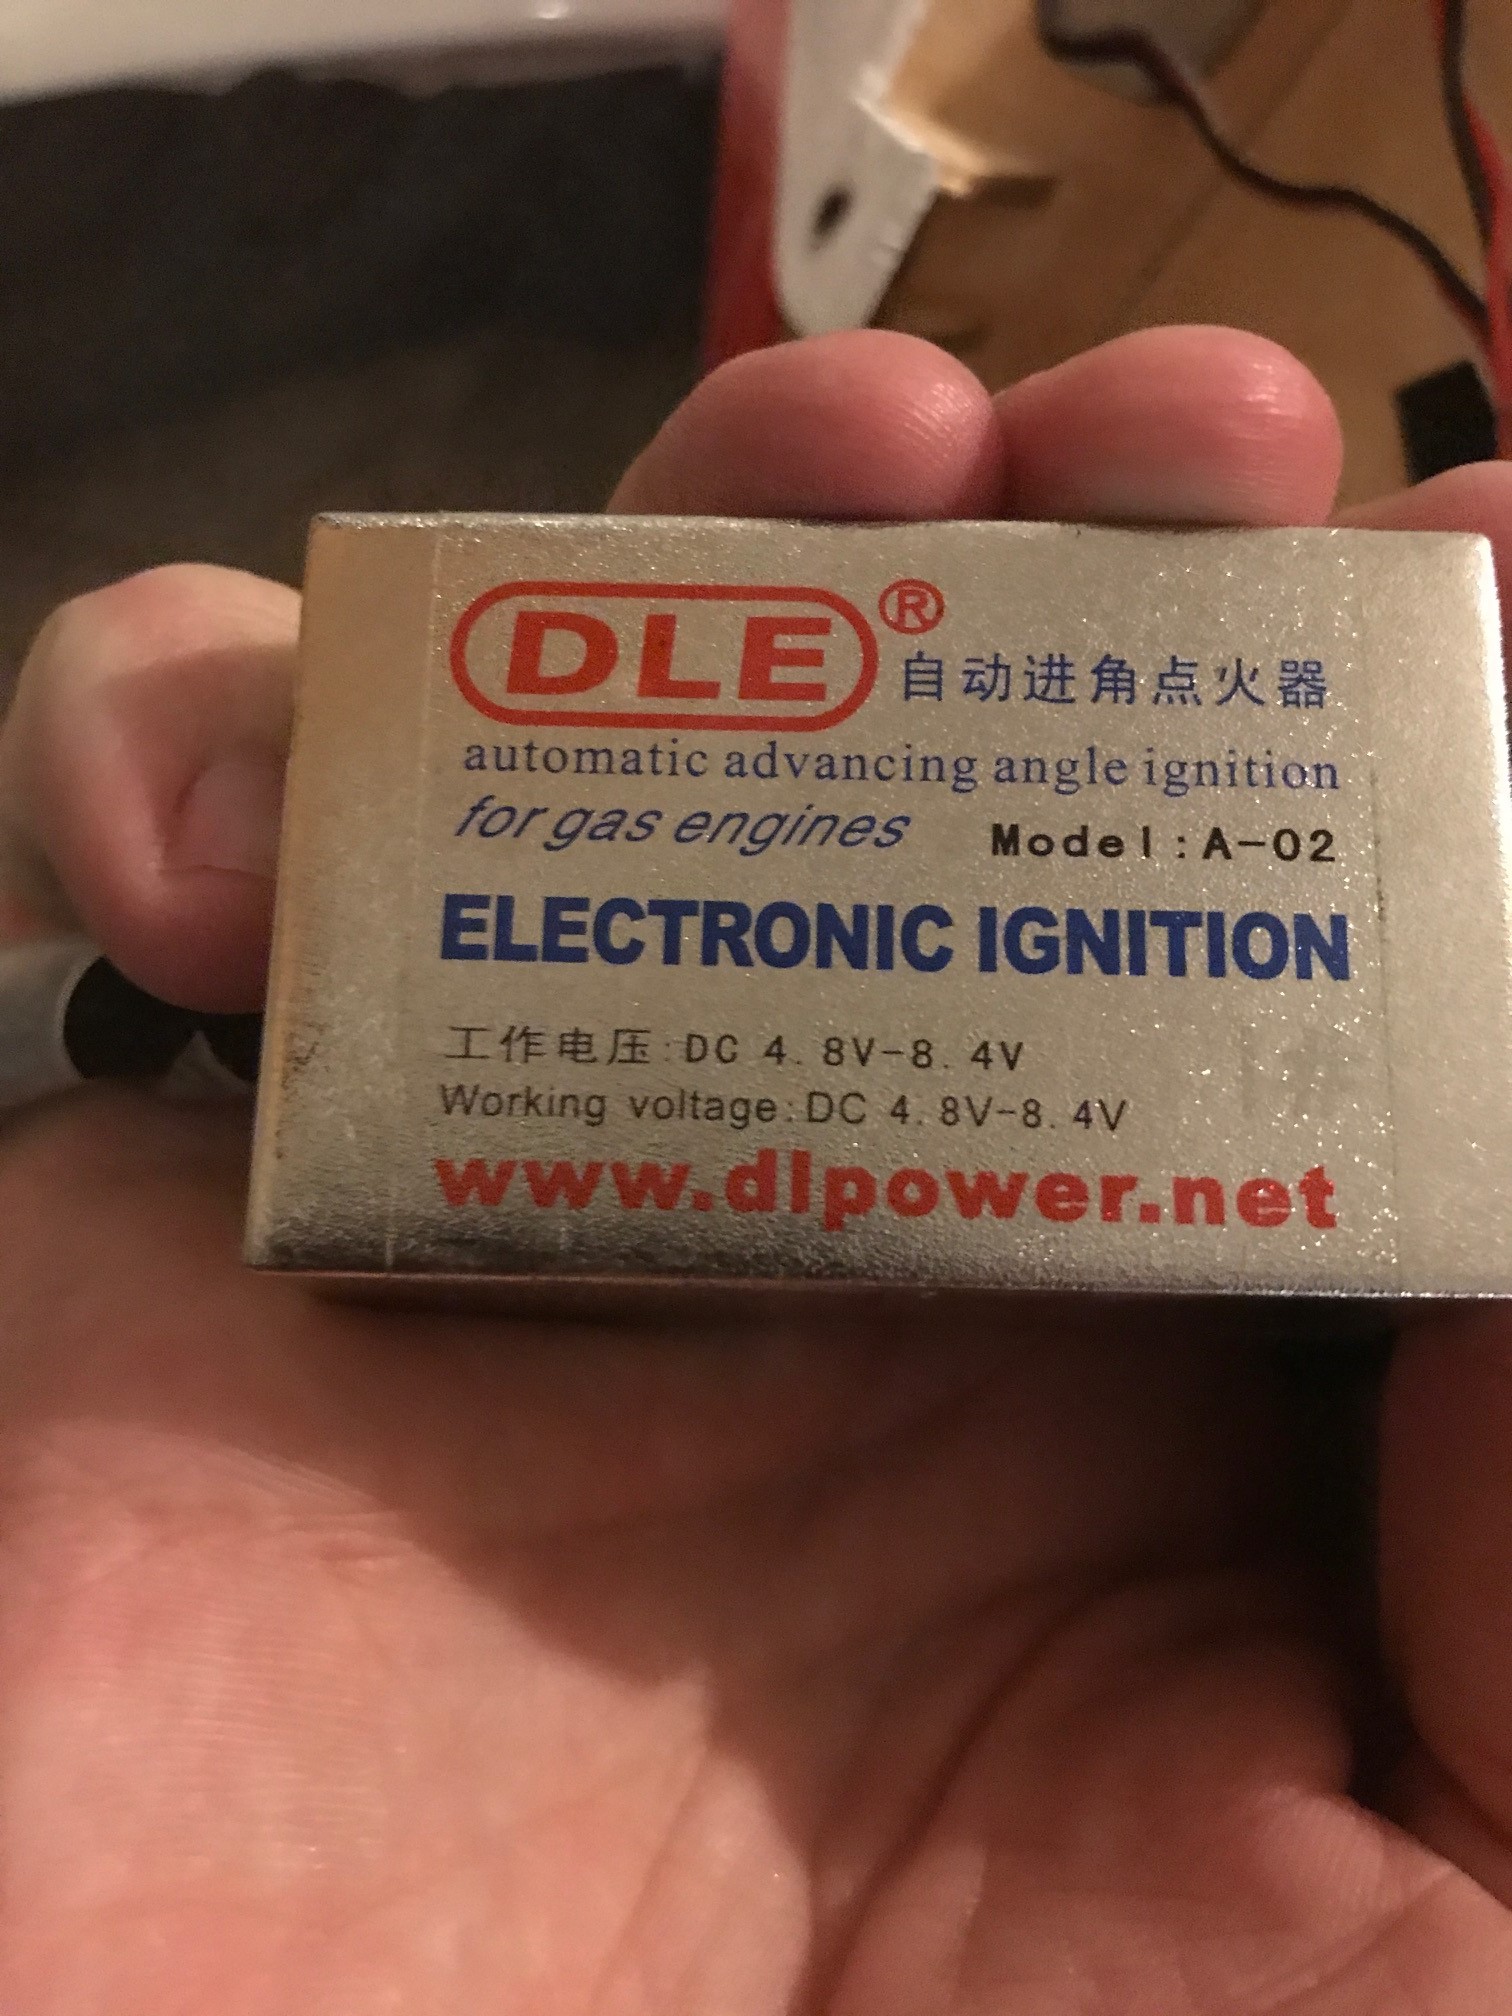 DLE®
自动进角点火器
automatic advancing angle ignition
for gas engines Model:A-02
ELECTRONIC IGNITION
工作电压:DC 4.8V-8.4V
Working voltage:DC 4.8V-8.4V
www.dlpower.net